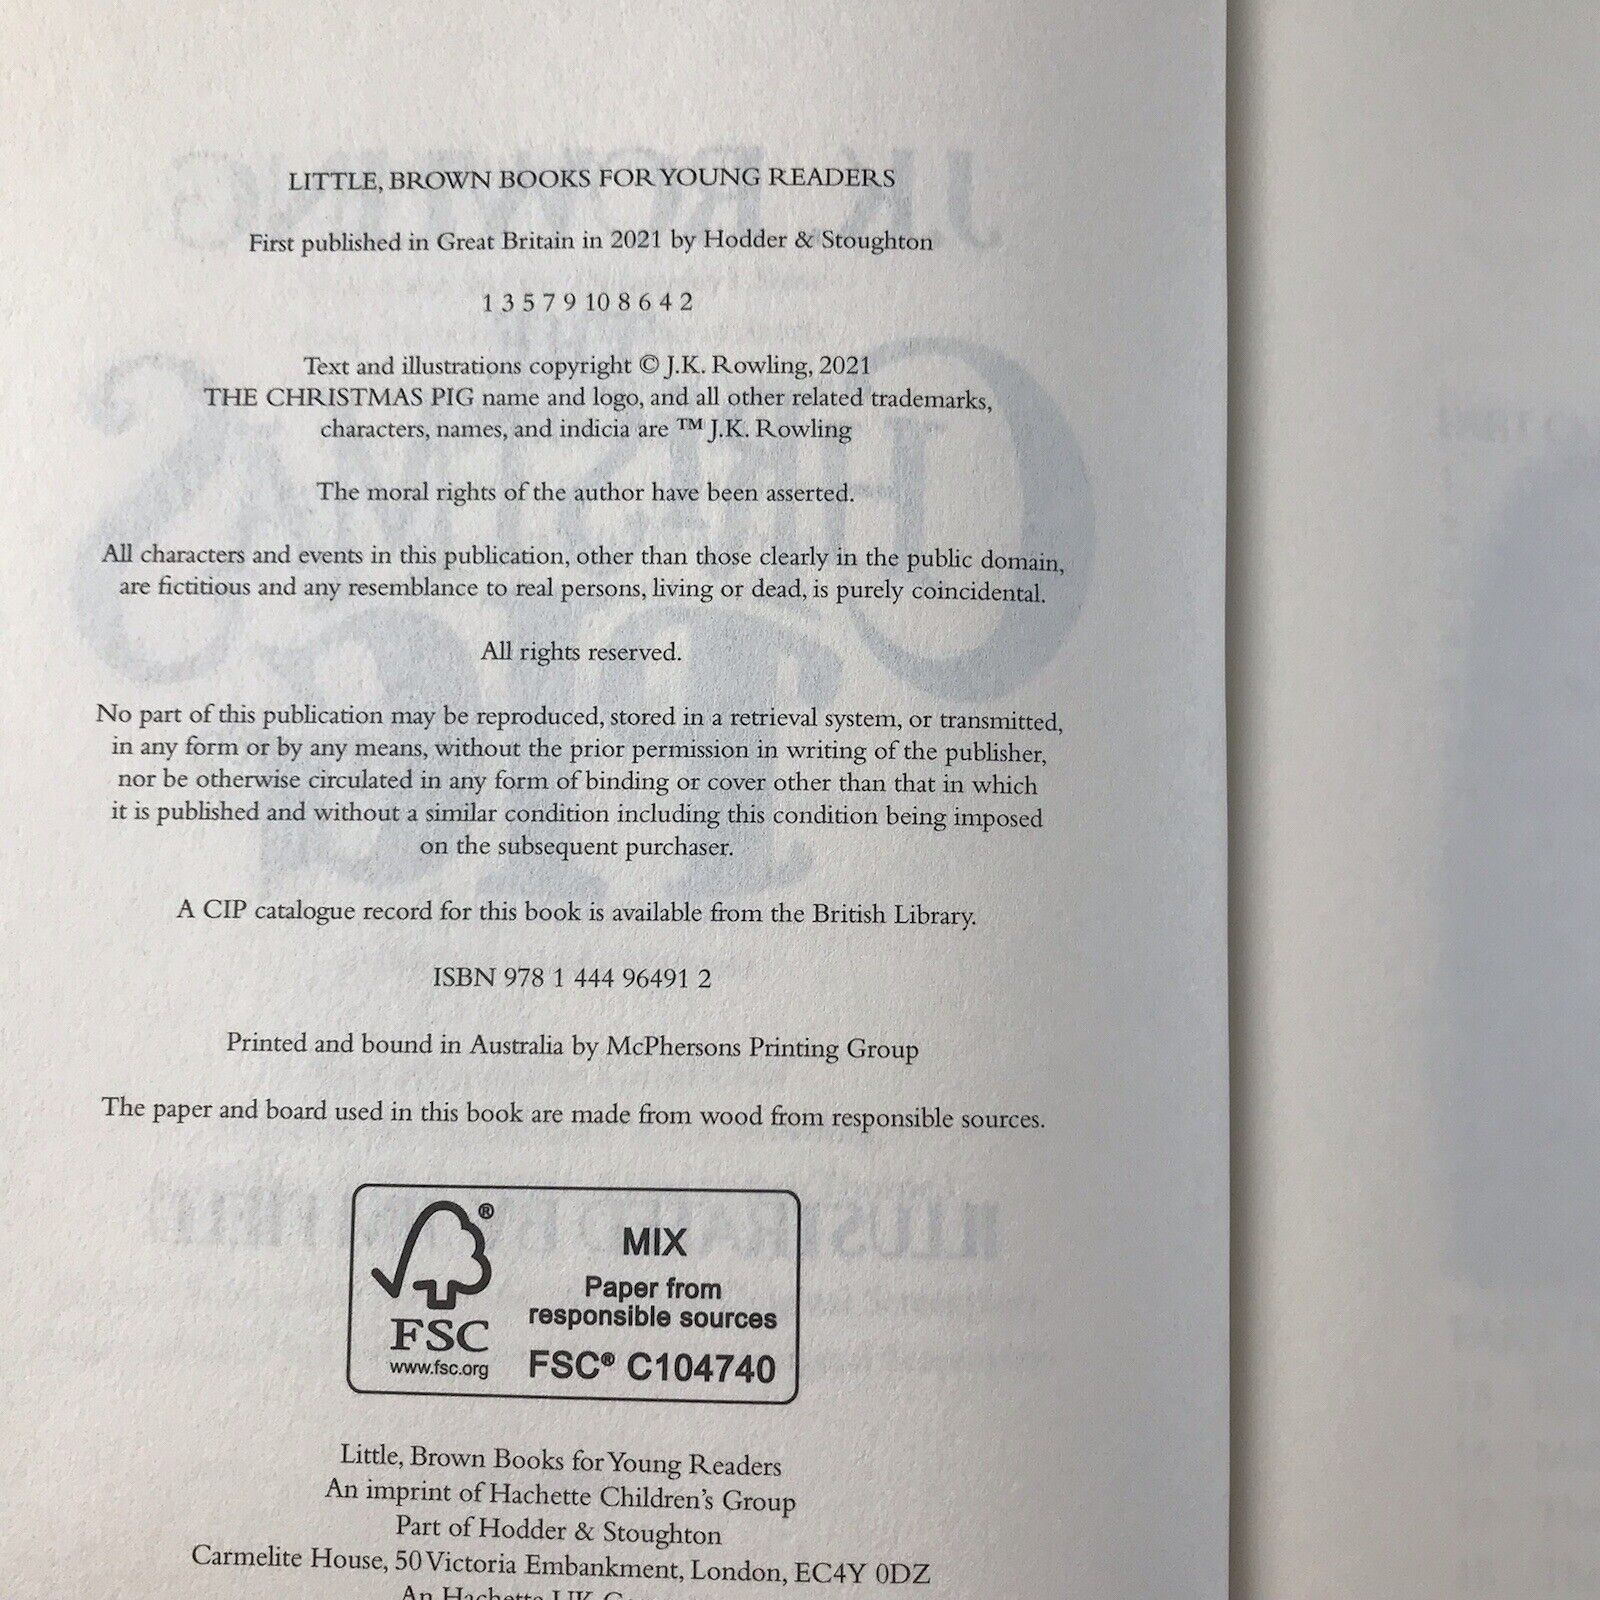 LITTLE, BROWN BOOKS FOR YOUNG READERS
First published in Great Britain in 2021 by Hodder & Stoughton
1 3 5 7 9 10 8 6 4 2
Text and illustrations copyright © J.K. Rowling, 2021
THE CHRISTMAS PIG name and logo, and all other related trademarks,
characters, names, and indicia are ™ J.K. Rowling
The moral rights of the author have been asserted.
All characters and events in this publication, other than those clearly in the public domain,
are fictitious and any resemblance to real persons, living or dead, is purely coincidental.
All rights reserved.
No part of this publication may be reproduced, stored in a retrieval system, or transmitted,
in any form or by any means, without the prior permission in writing of the publisher,
nor be otherwise circulated in any form of binding or cover other than that in which
it is published and without a similar condition including this condition being imposed
on the subsequent purchaser.
A CIP catalogue record for this book is available from the British Library.
ISBN 978 1 444 96491 2
Printed and bound in Australia by McPhersons Printing Group
The paper and board used in this book are made from wood from responsible sources.
®
FSC
www.fsc.org
MIX
Paper from
responsible sources
FSC® C104740
Little, Brown Books for Young Readers
An imprint of Hachette Children's Group
Part of Hodder & Stoughton
Carmelite House, 50 Victoria Embankment, London, EC4Y 0DZ
An Hachette UK